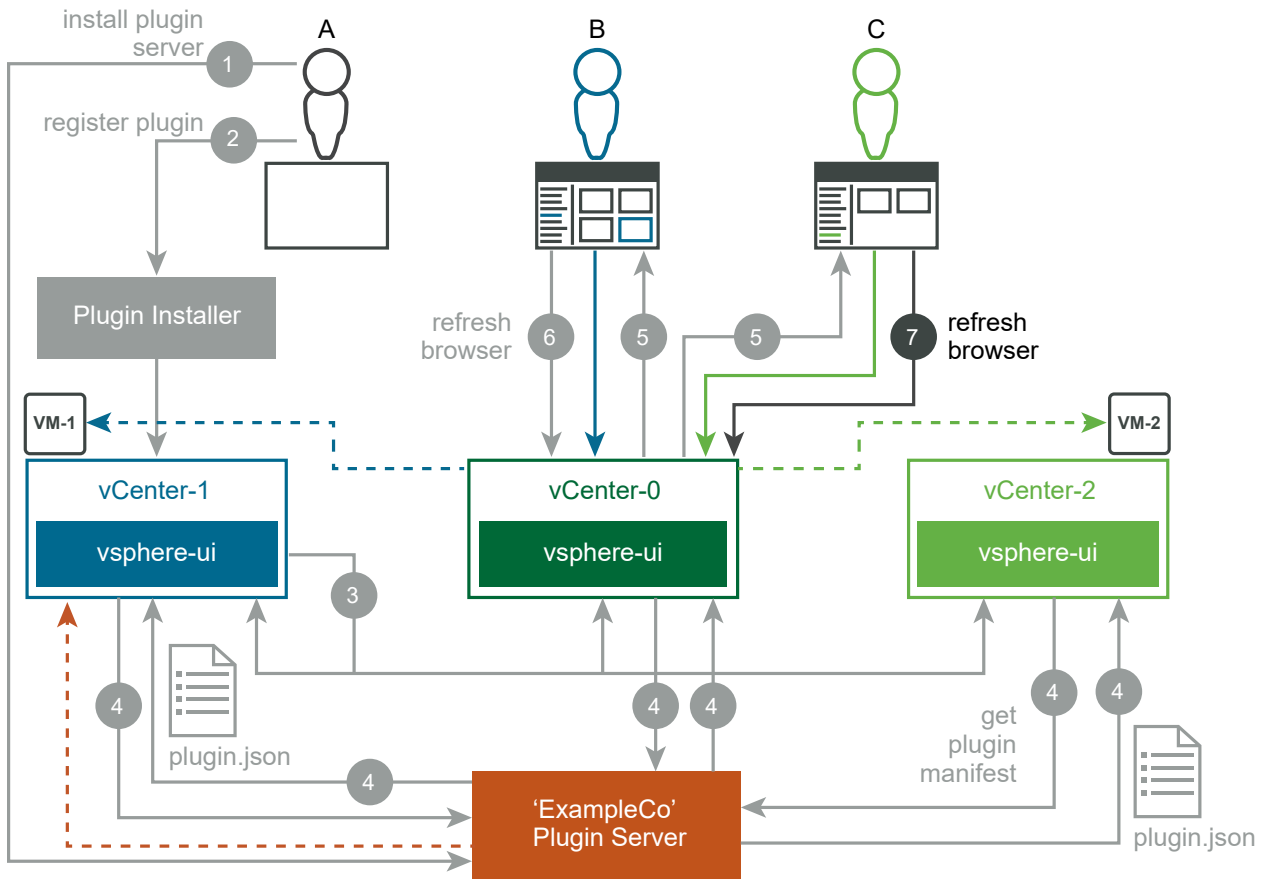 install plugin
server
1
A
B
C
register plugin
2
Plugin Installer
refresh
browser
6
5
5
7
refresh
browser
VM-1
VM-2
vCenter-1
vsphere-ui
vCenter-0
vsphere-ui
vCenter-2
vsphere-ui
3
4
plugin.json
4
4
4
get
plugin
manifest
4
4
plugin.json
‘ExampleCo’
Plugin Server